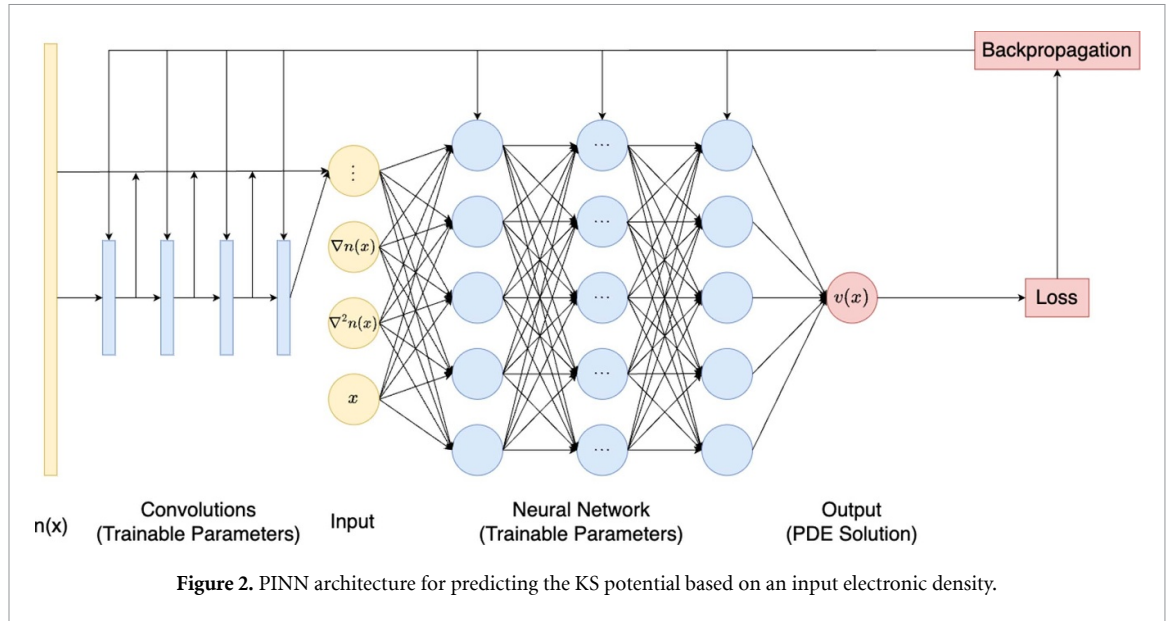 Backpropagation
⋮
...
∇n(x)
...
∇²n(x)
...
v(x)
Loss
x
...
...
n(x)
Convolutions
(Trainable Parameters)
Input
Neural Network
(Trainable Parameters)
Output
(PDE Solution)
Figure 2. PINN architecture for predicting the KS potential based on an input electronic density.